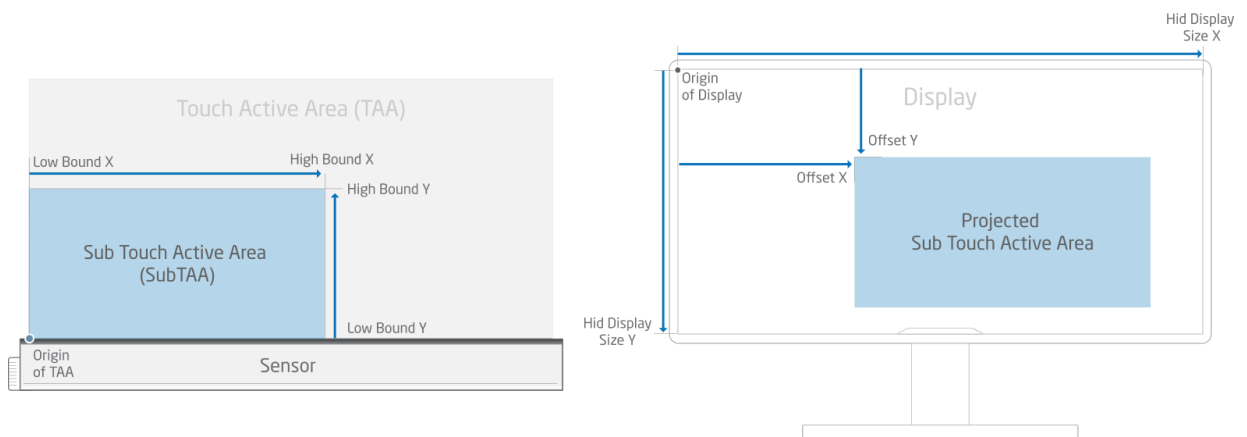 Touch Active Area (TAA)
Low Bound X
High Bound X
High Bound Y
Sub Touch Active Area
(SubTAA)
Low Bound Y
Origin
of TAA
Sensor
Hid Display
Size X
Origin
of Display
Display
Offset Y
Offset X
Projected
Sub Touch Active Area
Hid Display
Size Y